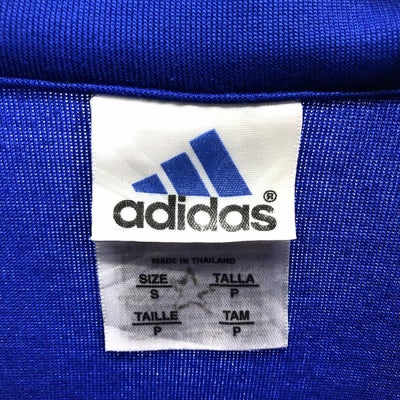 adidas®
MADE IN THAILAND
SIZE TALLA
S P
TAILLE TAM
P P